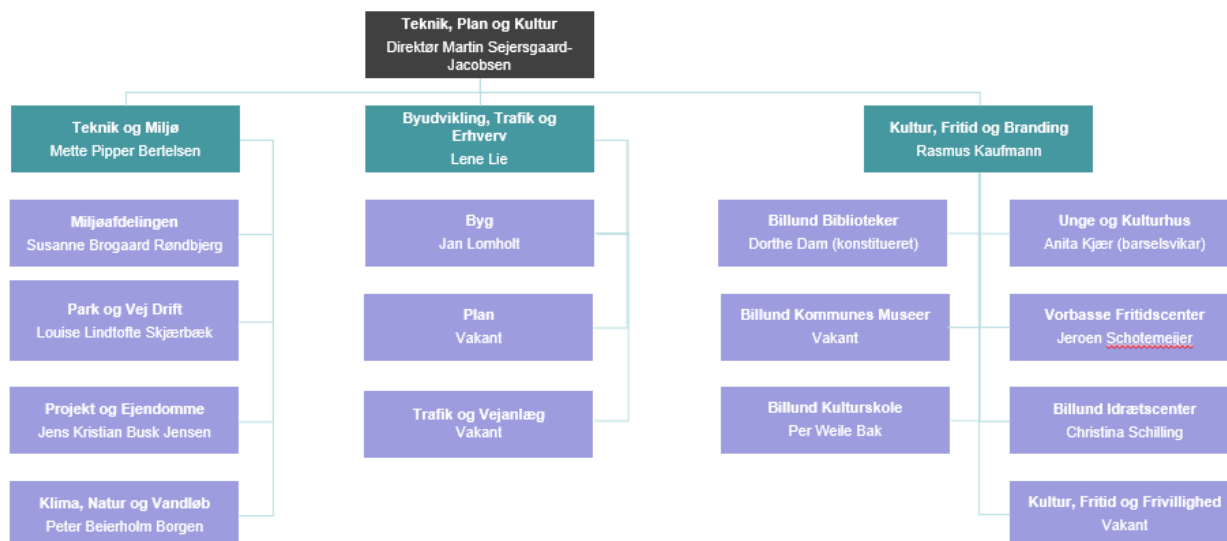 Teknik, Plan og Kultur
Direktør Martin Sejersgaard-
Jacobsen
Teknik og Miljø
Mette Pipper Bertelsen
Miljøafdelingen
Susanne Brogaard Røndbjerg
Park og Vej Drift
Louise Lindtofte Skjærbæk
Projekt og Ejendomme
Jens Kristian Busk Jensen
Klima, Natur og Vandløb
Peter Beierholm Borgen
Byudvikling, Trafik og
Erhverv
Lene Lie
Byg
Jan Lomholt
Plan
Vakant
Trafik og Vejanlæg
Vakant
Kultur, Fritid og Branding
Rasmus Kaufmann
Billund Biblioteker
Dorthe Dam (konstitueret)
Billund Kommunes Museer
Vakant
Billund Kulturskole
Per Weile Bak
Unge og Kulturhus
Anita Kjær (barselsvikar)
Vorbasse Fritidscenter
Jeroen Schotemeijer
Billund Idrætscenter
Christina Schilling
Kultur, Fritid og Frivillighed
Vakant